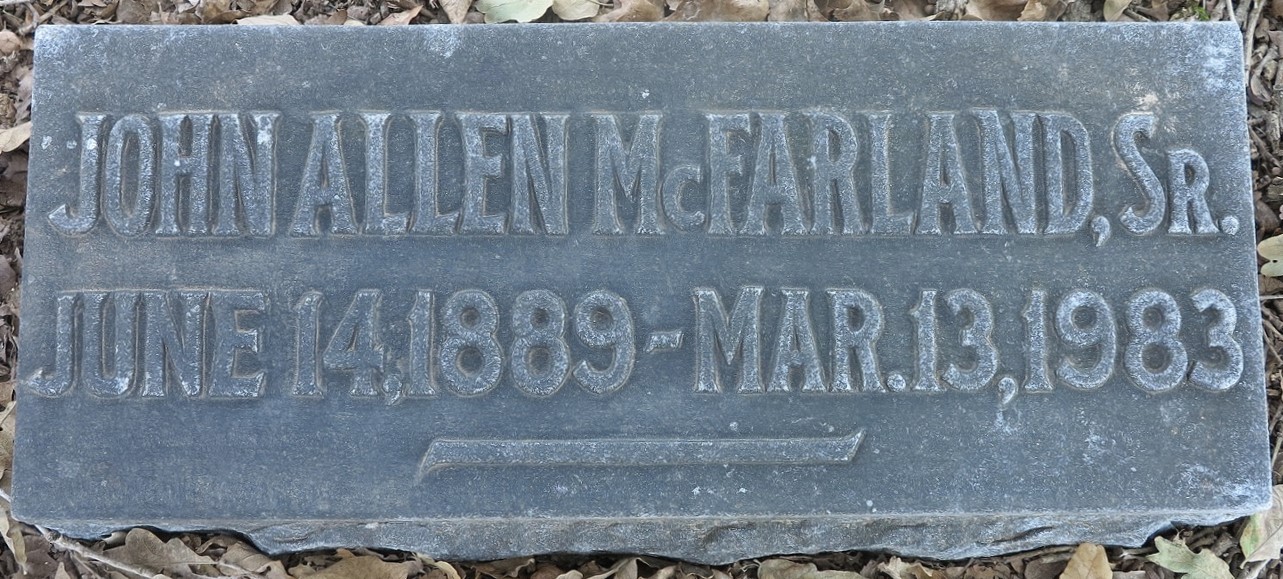 JOHN ALLEN McFARLAND, SR.
JUNE 14, 1889 - MAR. 13, 1983